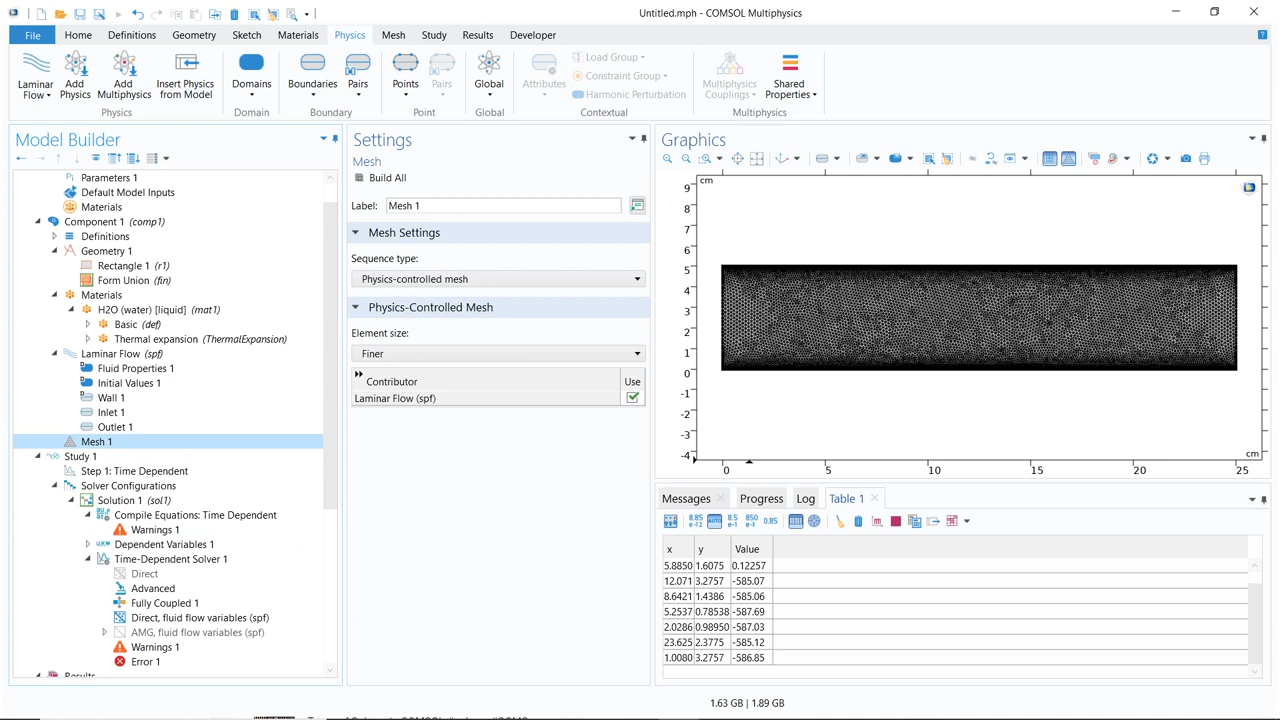 Untitled.mph - COMSOL Multiphysics
File Home Definitions Geometry Sketch Materials Physics Mesh Study Results Developer
Laminar Flow
Add Physics
Add Multiphysics
Insert Physics from Model
Domains
Boundaries
Pairs
Points
Pairs
Global
Attributes
Load Group
Constraint Group
Harmonic Perturbation
Multiphysics Couplings
Shared Properties
Physics Domain Boundary Point Global Contextual Multiphysics
Model Builder
Parameters 1
Default Model Inputs
Materials
Component 1 (comp1)
Definitions
Geometry 1
Rectangle 1 (r1)
Form Union (fin)
Materials
H2O (water) [liquid] (mat1)
Basic (def)
Thermal expansion (ThermalExpansion)
Laminar Flow (spf)
Fluid Properties 1
Initial Values 1
Wall 1
Inlet 1
Outlet 1
Mesh 1
Study 1
Step 1: Time Dependent
Solver Configurations
Solution 1 (sol1)
Compile Equations: Time Dependent
Warnings 1
Dependent Variables 1
Time-Dependent Solver 1
Direct
Advanced
Fully Coupled 1
Direct, fluid flow variables (spf)
AMG, fluid flow variables (spf)
Warnings 1
Error 1
Results
Settings
Mesh
Build All
Label: Mesh 1
Mesh Settings
Sequence type:
Physics-controlled mesh
Physics-Controlled Mesh
Element size:
Finer
Contributor Use
Laminar Flow (spf)
Graphics
cm
9
8
7
6
5
4
3
2
1
0
-1
-2
-3
-4
cm
0 5 10 15 20 25
Messages Progress Log Table 1
8.85 e-12
8.5 e-1
850 e-1
0.85
x y Value
5.8850 1.6075 0.12257
12.071 3.2757 -585.07
8.6421 1.4386 -585.06
5.2537 0.78538 -587.69
2.0286 0.98950 -587.03
23.625 2.3775 -585.12
1.0080 3.2757 -586.85
1.63 GB | 1.89 GB